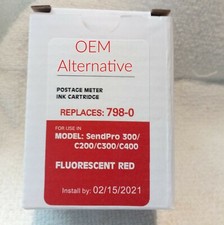 OEM
Alternative
POSTAGE METER
INK CARTRIDGE
REPLACES: 798-0
FOR USE IN
MODEL: SendPro 300/
C200/C300/C400
FLUORESCENT RED
Install by: 02/15/2021